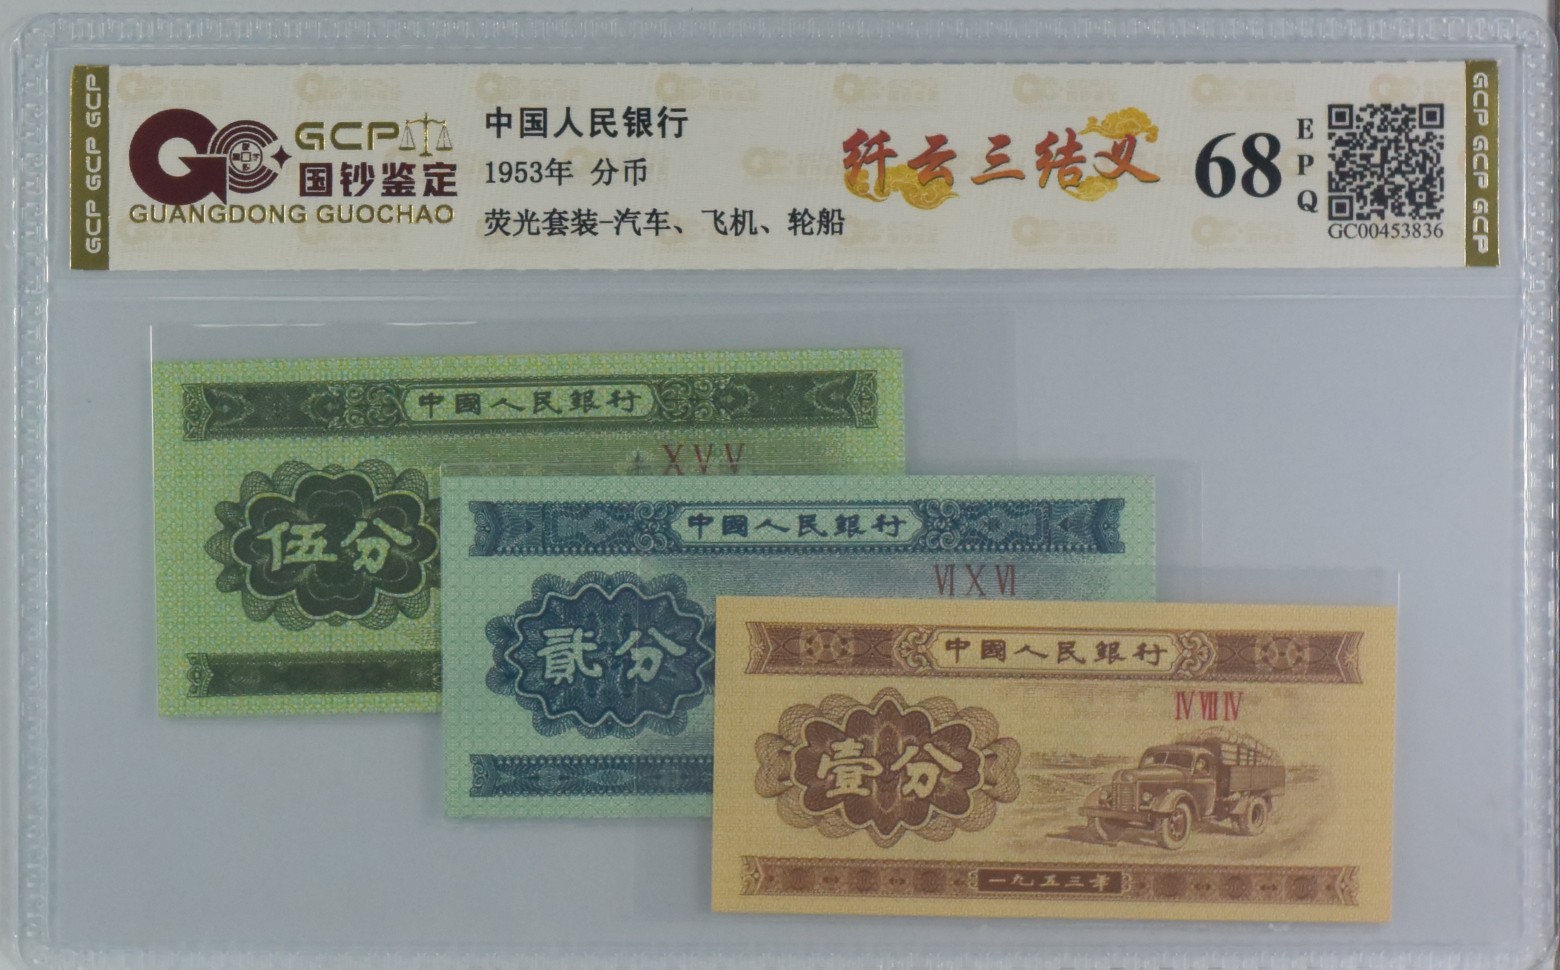 GCP
国钞鉴定
GUANGDONG GUOCHAO
中国人民银行
1953年 分币
荧光套装-汽车、飞机、轮船
纤云三结义
68
EPQ
GC00453836
GCP GCP GCP
GCP GCP GCP
中國人民銀行
X V V
伍分
中國人民銀行
VI X VI
貳分
中國人民銀行
IV VII IV
壹分
一九五三年